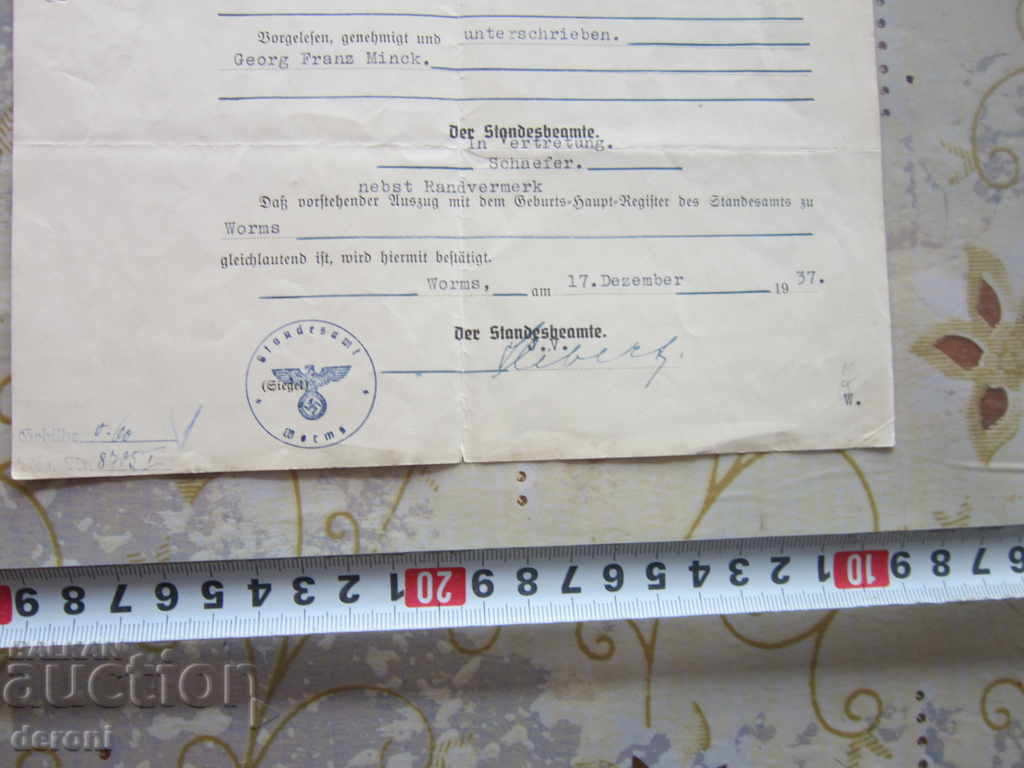 Vorgelesen, genehmigt und unterschrieben.
Georg Franz Minck.
Der Standesbeamte.
In Vertretung.
Schaefer.
nebst Randvermerk
Daß vorstehender Auszug mit dem Geburts-Haupt-Register des Standesamts zu
Worms
gleichlautend ist, wird hiermit bestätigt.
Worms, am 17. Dezember 1937.
Der Standesbeamte.
Standesamt
(Siegel)
Worms
W.
9 8 7 6 5 4 3 2 1 20 9 8 7 6 5 4 3 2 1 10 9 8 7 6
BALKAN
auction
deroni